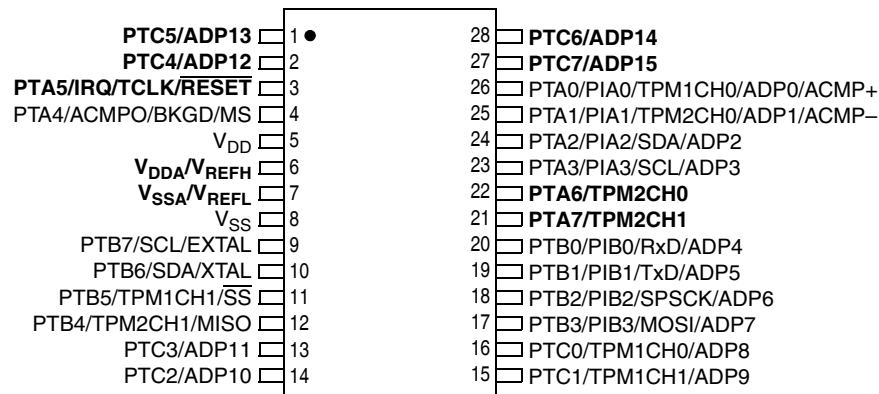 PTC5/ADP13 1 28 PTC6/ADP14
PTC4/ADP12 2 27 PTC7/ADP15
PTA5/IRQ/TCLK/RESET 3 26 PTA0/PIA0/TPM1CH0/ADP0/ACMP+
PTA4/ACMPO/BKGD/MS 4 25 PTA1/PIA1/TPM2CH0/ADP1/ACMP–
VDD 5 24 PTA2/PIA2/SDA/ADP2
VDDA/VREFH 6 23 PTA3/PIA3/SCL/ADP3
VSSA/VREFL 7 22 PTA6/TPM2CH0
VSS 8 21 PTA7/TPM2CH1
PTB7/SCL/EXTAL 9 20 PTB0/PIB0/RxD/ADP4
PTB6/SDA/XTAL 10 19 PTB1/PIB1/TxD/ADP5
PTB5/TPM1CH1/SS 11 18 PTB2/PIB2/SPSCK/ADP6
PTB4/TPM2CH1/MISO 12 17 PTB3/PIB3/MOSI/ADP7
PTC3/ADP11 13 16 PTC0/TPM1CH0/ADP8
PTC2/ADP10 14 15 PTC1/TPM1CH1/ADP9